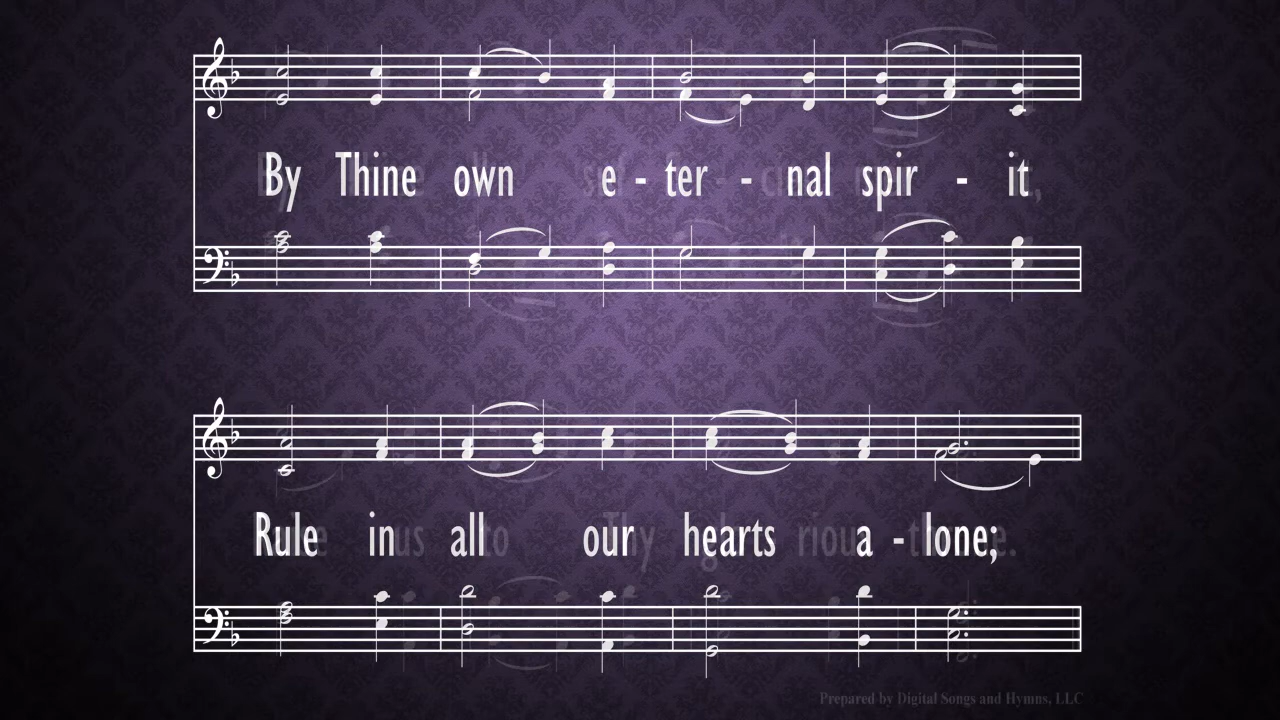 By Thine own e - ter - nal spir - it
Rule in all our hearts a - lone;
Prepared by Digital Songs and Hymns, LLC